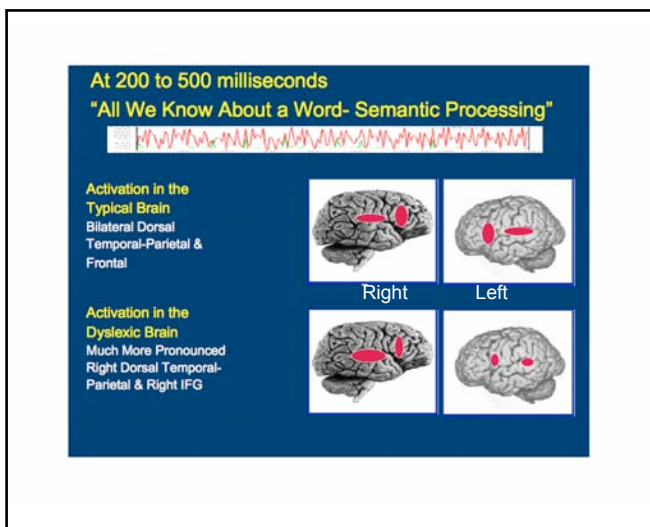 At 200 to 500 milliseconds
“All We Know About a Word- Semantic Processing”
Activation in the
Typical Brain
Bilateral Dorsal
Temporal-Parietal &
Frontal
Right
Left
Activation in the
Dyslexic Brain
Much More Pronounced
Right Dorsal Temporal-
Parietal & Right IFG